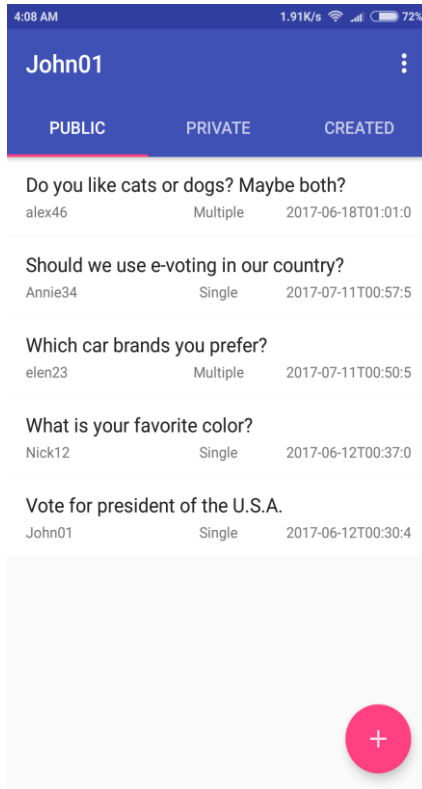 4:08 AM 1.91K/s 72%
John01
PUBLIC PRIVATE CREATED
Do you like cats or dogs? Maybe both?
alex46 Multiple 2017-06-18T01:01:0
Should we use e-voting in our country?
Annie34 Single 2017-07-11T00:57:5
Which car brands you prefer?
elen23 Multiple 2017-07-11T00:50:5
What is your favorite color?
Nick12 Single 2017-06-12T00:37:0
Vote for president of the U.S.A.
John01 Single 2017-06-12T00:30:4
+